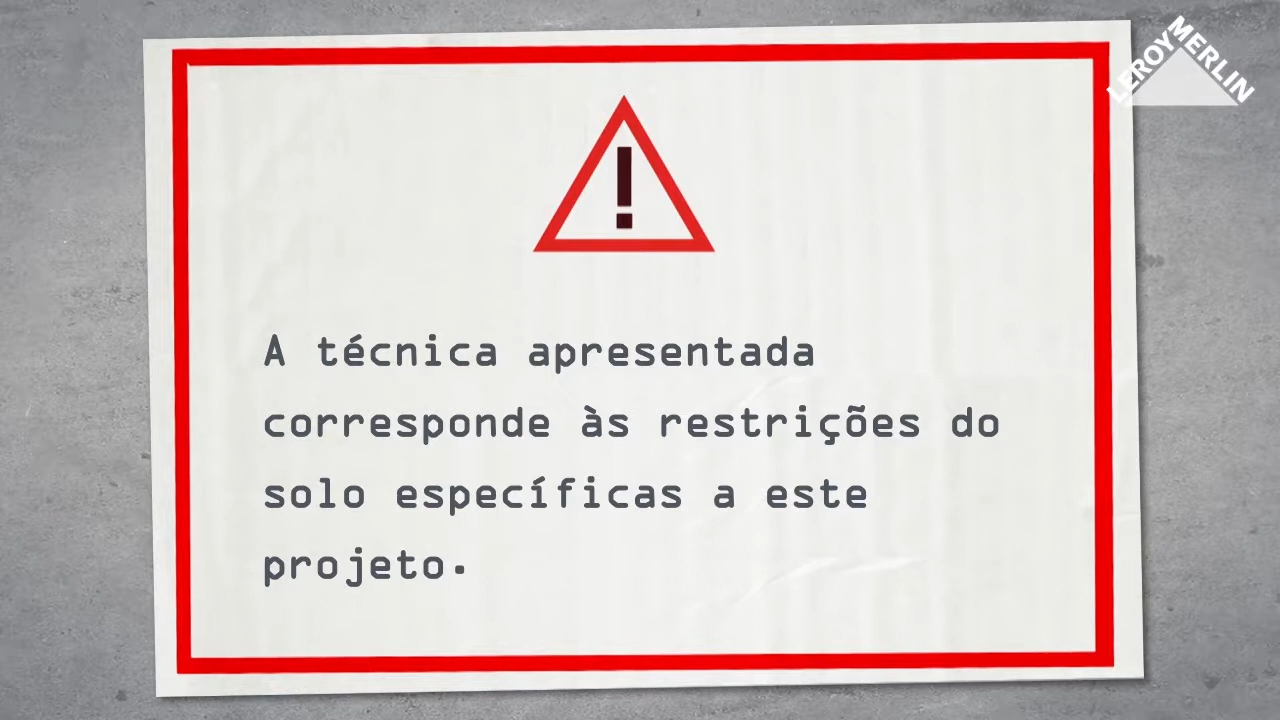 LEROY MERLIN
!
A técnica apresentada
corresponde às restrições do
solo específicas a este
projeto.